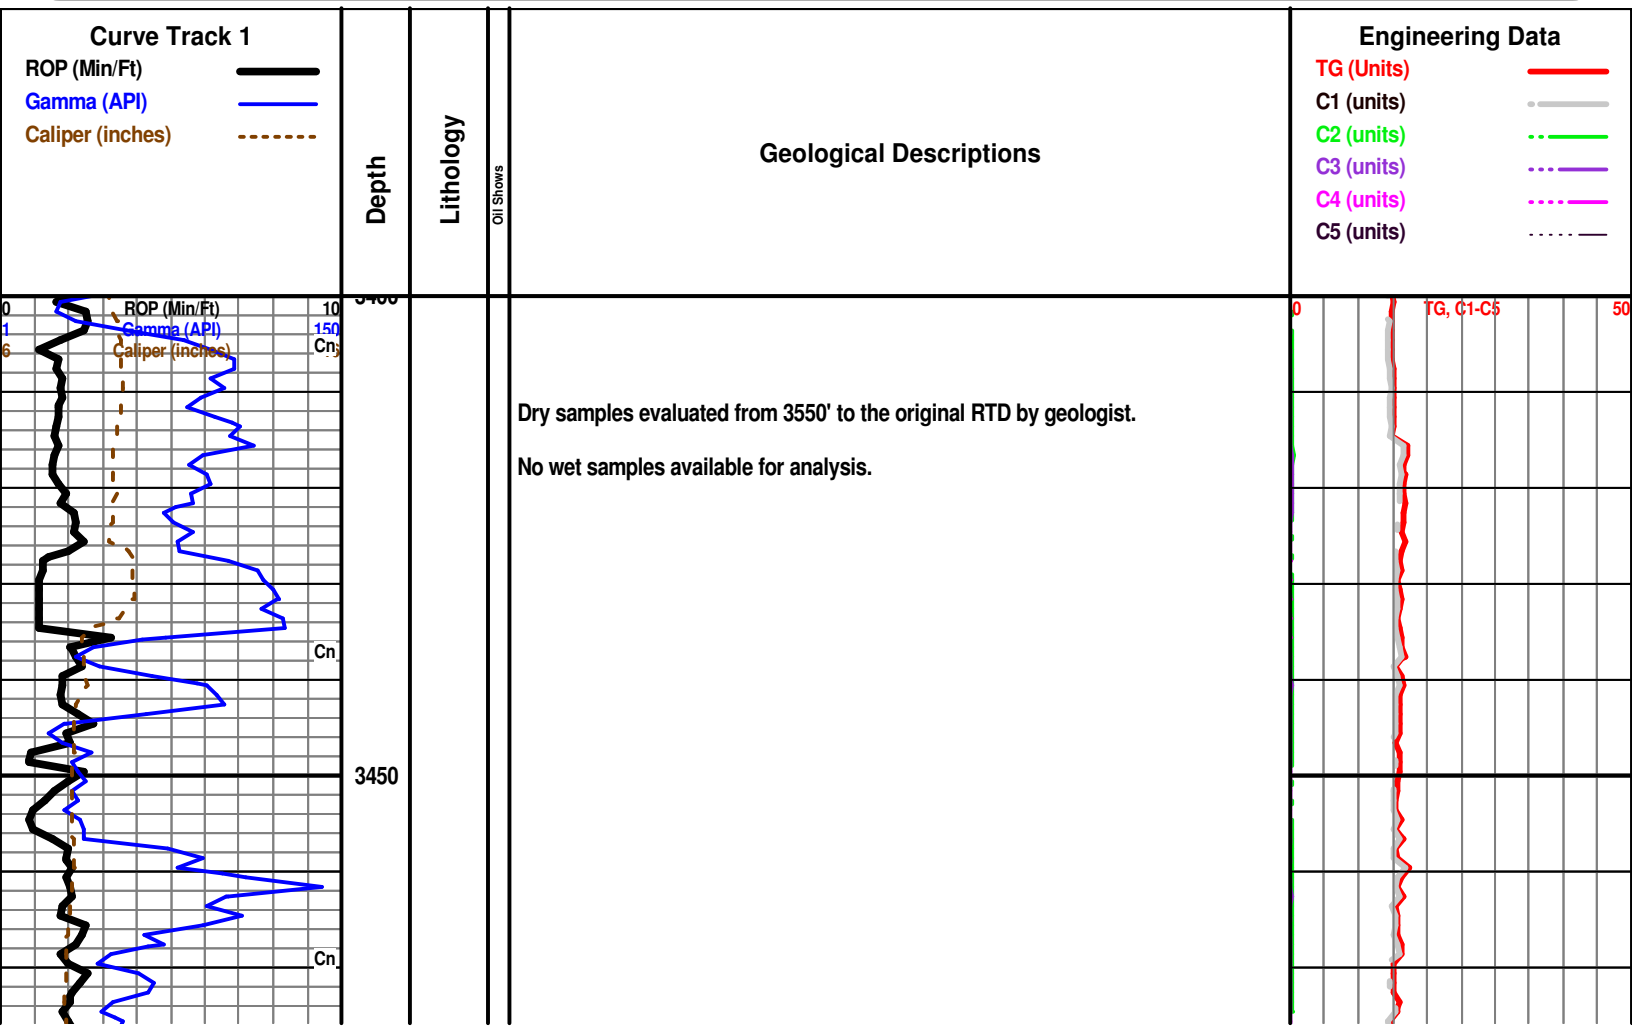 Curve Track 1
ROP (Min/Ft)
Gamma (API)
Caliper (inches)
Depth
Lithology
Oil Shows
Geological Descriptions
Engineering Data
TG (Units)
C1 (units)
C2 (units)
C3 (units)
C4 (units)
C5 (units)
0 ROP (Min/Ft) 10
1 Gamma (API) 150
6 Caliper (inches)
Cn
0 TG, C1-C5 50
Dry samples evaluated from 3550' to the original RTD by geologist.
No wet samples available for analysis.
Cn
3450
Cn